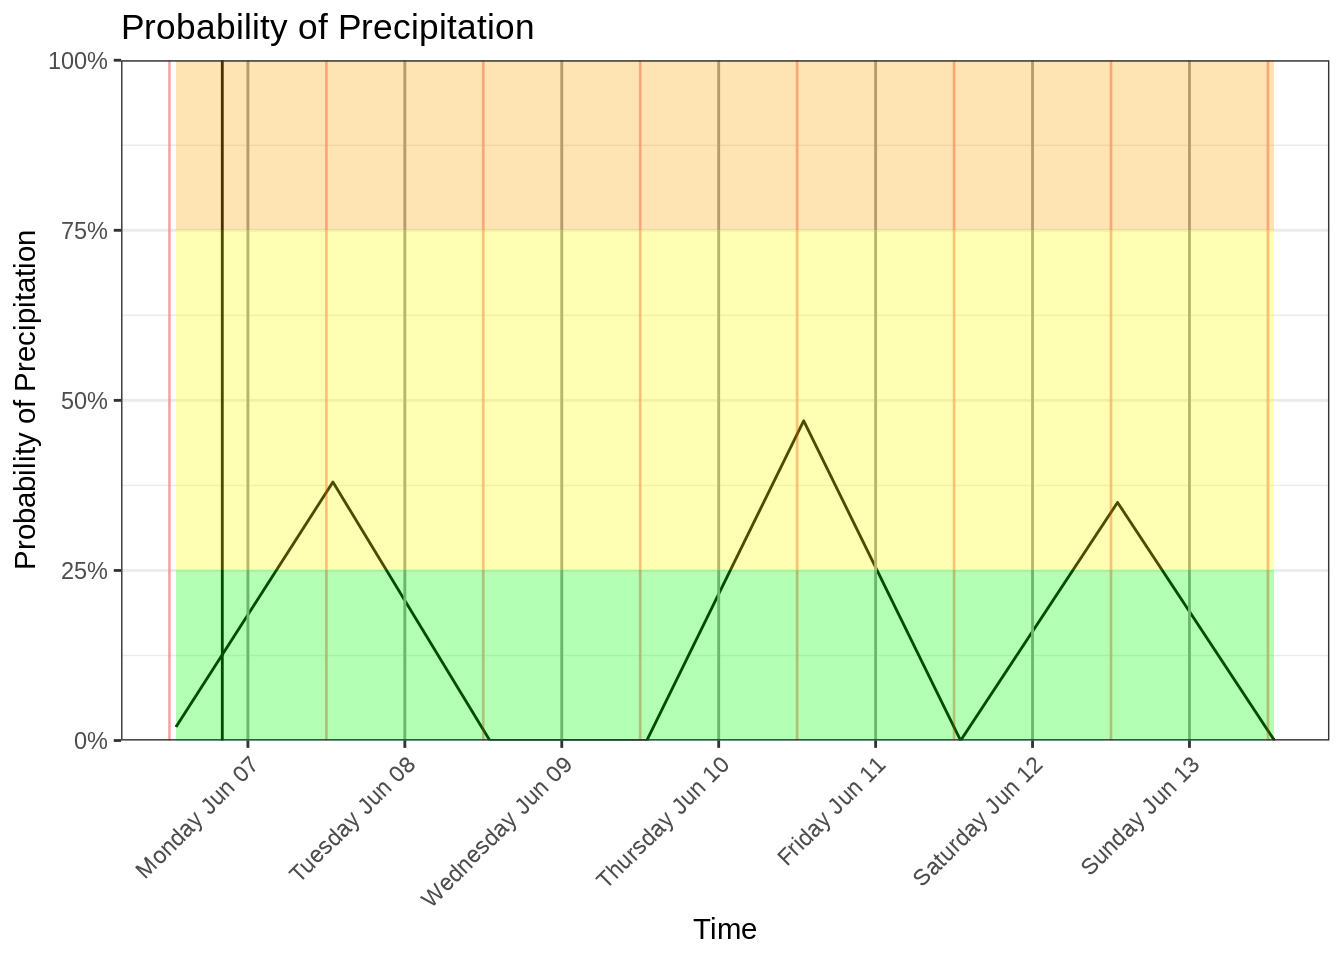 Probability of Precipitation
Probability of Precipitation
100%
75%
50%
25%
0%
Monday Jun 07
Tuesday Jun 08
Wednesday Jun 09
Thursday Jun 10
Friday Jun 11
Saturday Jun 12
Sunday Jun 13
Time